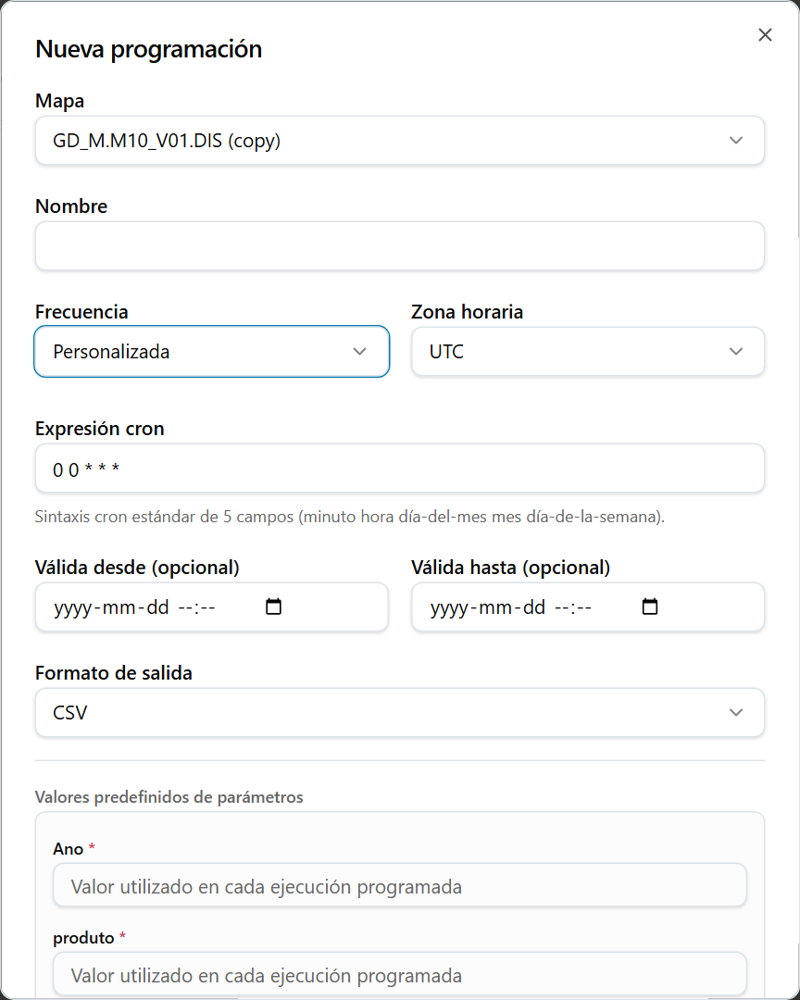 Nueva programación
Mapa
GD_M.M10_V01.DIS (copy)
Nombre
Frecuencia Zona horaria
Personalizada UTC
Expresión cron
0 0 * * *
Sintaxis cron estándar de 5 campos (minuto hora día-del-mes mes día-de-la-semana).
Válida desde (opcional) Válida hasta (opcional)
yyyy-mm-dd --:-- yyyy-mm-dd --:--
Formato de salida
CSV
Valores predefinidos de parámetros
Ano *
Valor utilizado en cada ejecución programada
produto *
Valor utilizado en cada ejecución programada